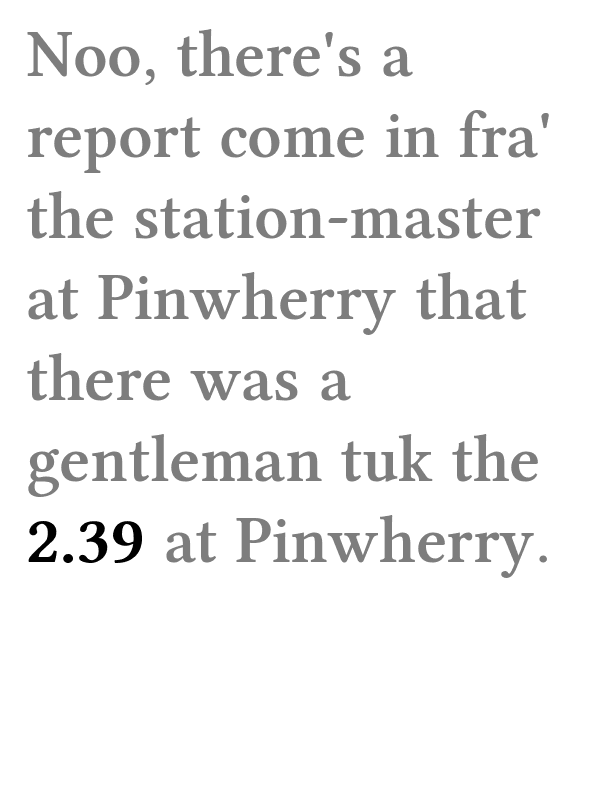 Noo, there's a
report come in fra'
the station-master
at Pinwherry that
there was a
gentleman tuk the
2.39 at Pinwherry.